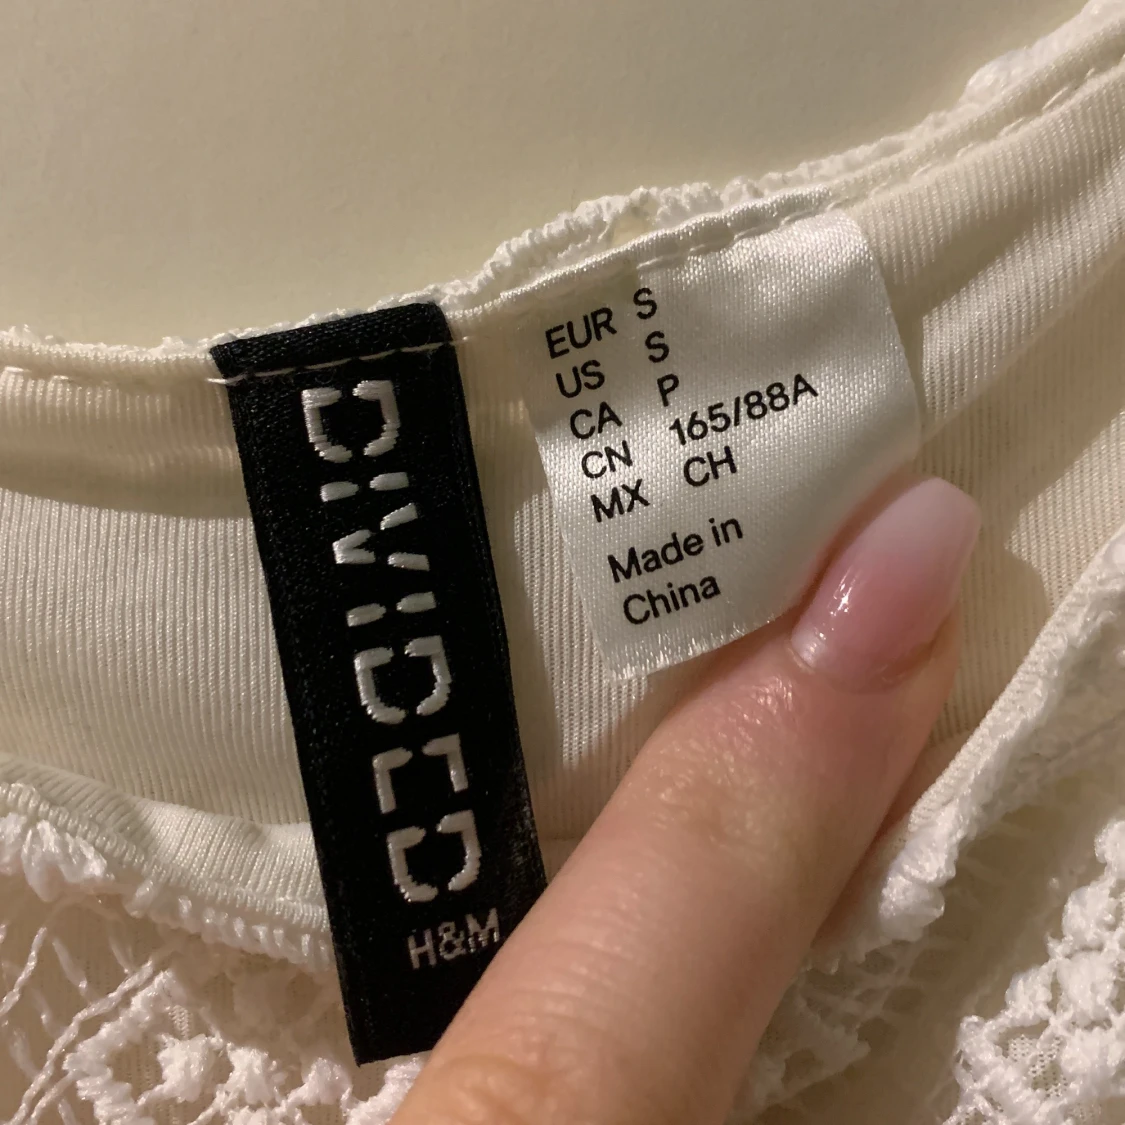 DIVIDED
H&M
EUR S
US S
CA P
CN 165/88A
MX CH
Made in
China